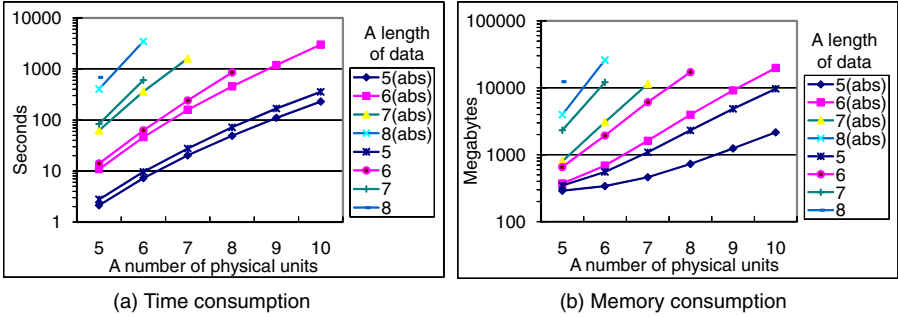 10000
1000
100
10
1
Seconds
5 6 7 8 9 10
A number of physical units
A length
of data
5(abs)
6(abs)
7(abs)
8(abs)
5
6
7
8
(a) Time consumption
100000
10000
1000
100
Megabytes
5 6 7 8 9 10
A number of physical units
A length
of data
5(abs)
6(abs)
7(abs)
8(abs)
5
6
7
8
(b) Memory consumption